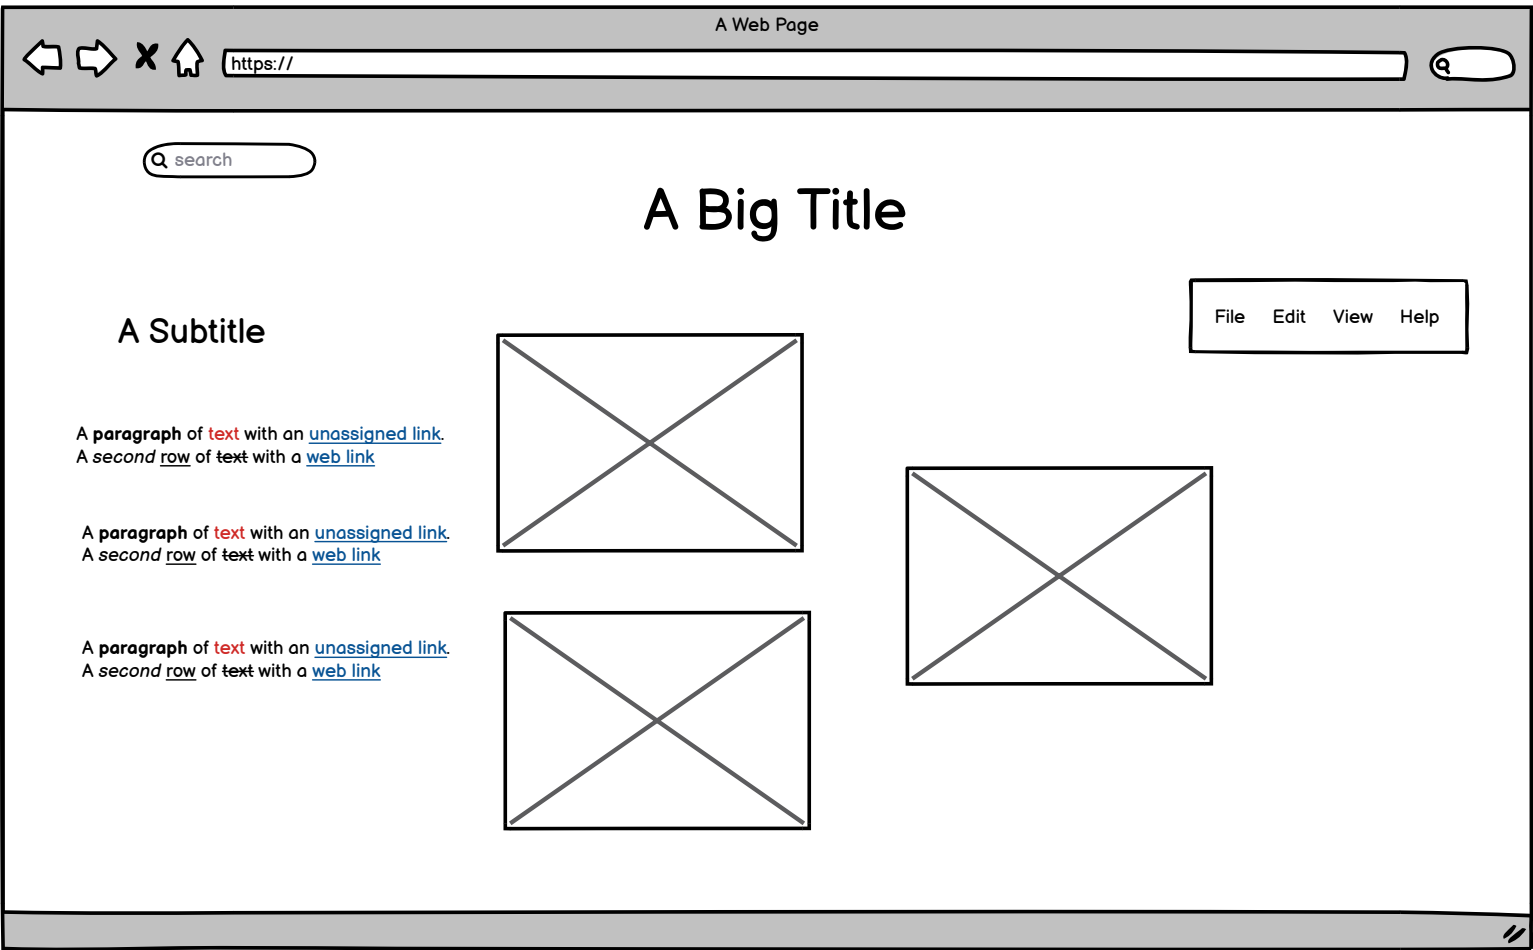 A Web Page
https://
search
A Big Title
File Edit View Help
A Subtitle
A paragraph of text with an unassigned link.
A second row of text with a web link
A paragraph of text with an unassigned link.
A second row of text with a web link
A paragraph of text with an unassigned link.
A second row of text with a web link